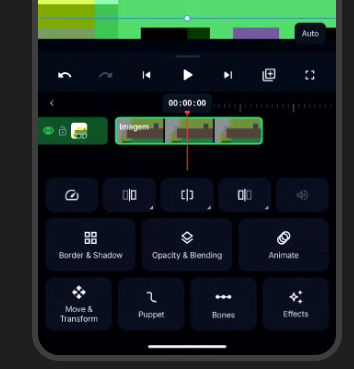 Auto
00:00:00
Imagem
Border & Shadow
Opacity & Blending
Animate
Move &
Transform
Puppet
Bones
Effects